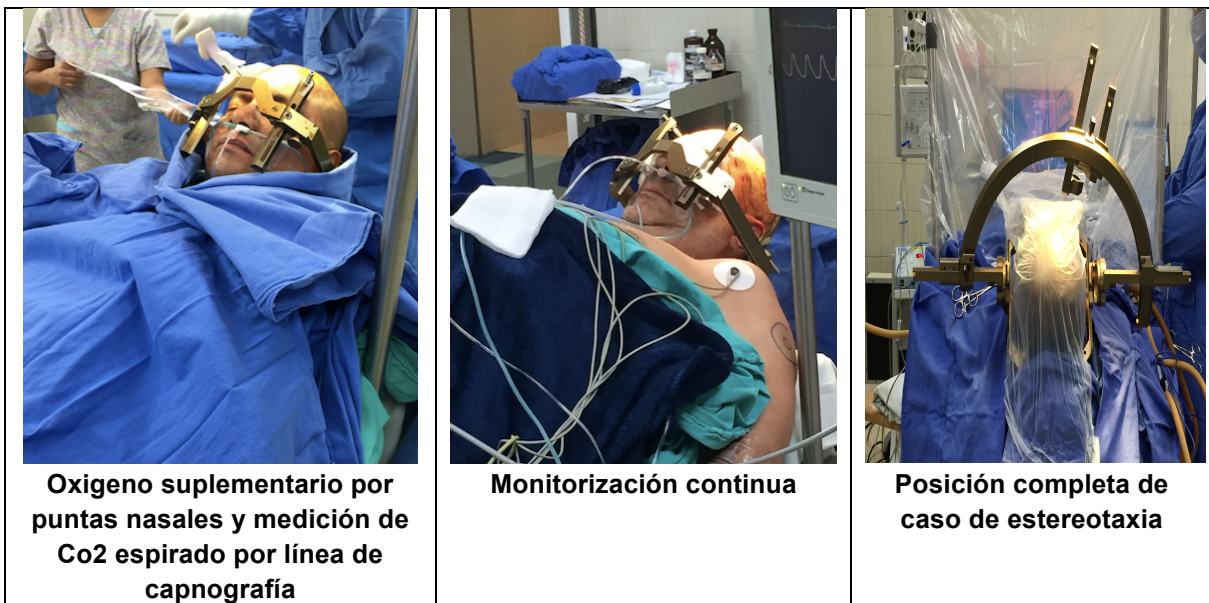 Oxigeno suplementario por
puntas nasales y medición de
Co2 espirado por línea de
capnografía
Monitorización continua
Posición completa de
caso de estereotaxia